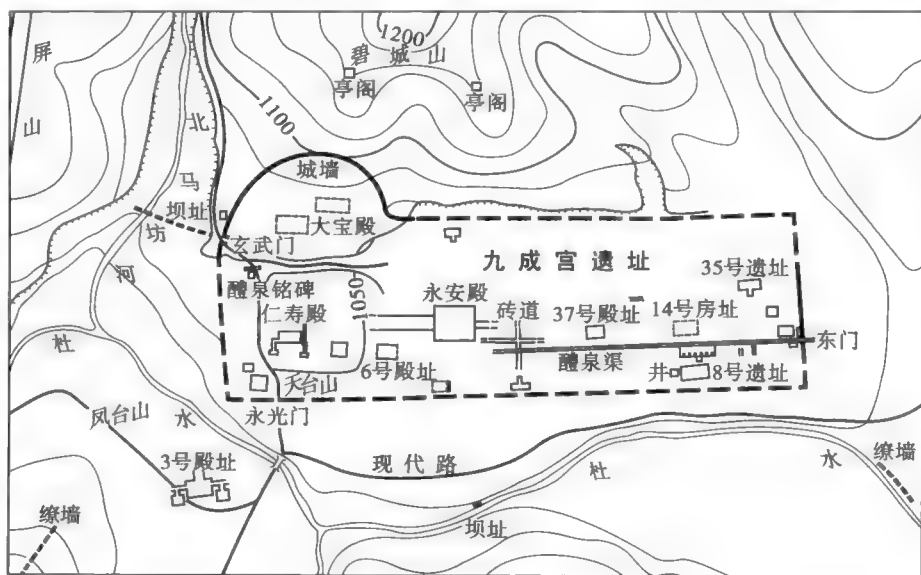 1200
碧城山
屏山
亭阁
亭阁
1100
北马坊河
城墙
坝址
大宝殿
玄武门
九成宫遗址
35号遗址
醴泉铭碑
1050
永安殿
砖道
仁寿殿
37号殿址
14号房址
东门
醴泉渠
6号殿址
井
8号遗址
天台山
杜水
凤台山
永光门
3号殿址
现代路
杜水
缭墙
缭墙
坝址